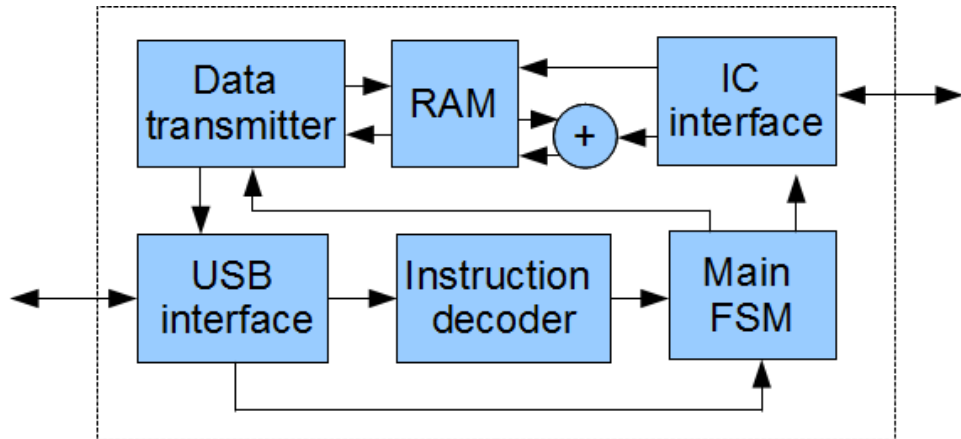 Data
transmitter
RAM
+
IC
interface
USB
interface
Instruction
decoder
Main
FSM